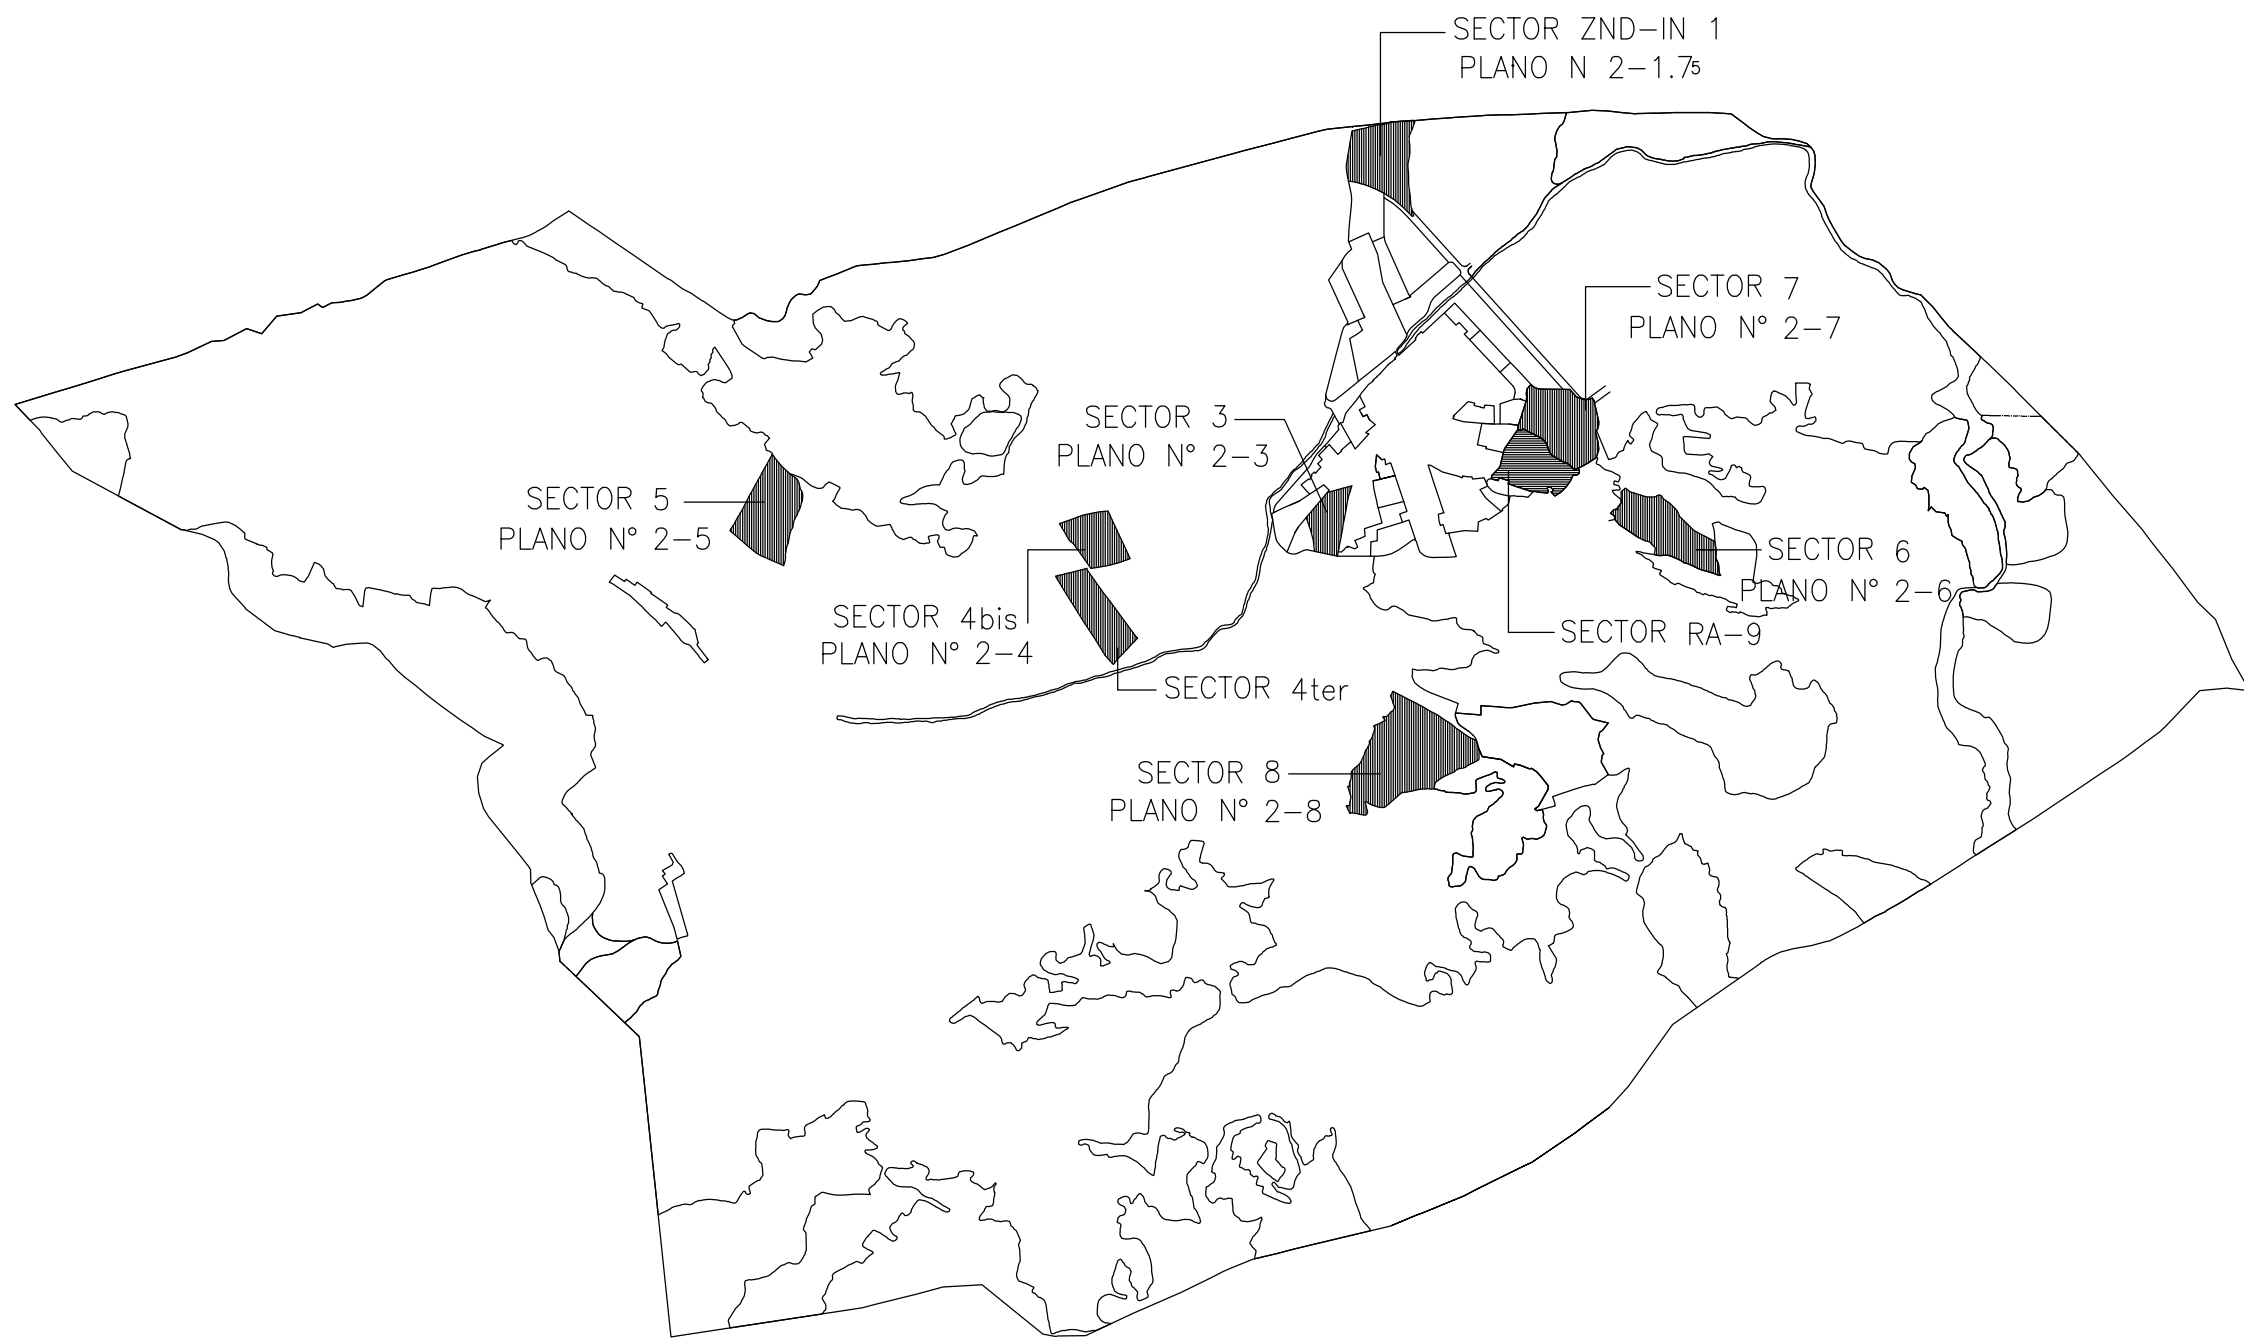 SECTOR ZND-IN 1
PLANO N 2-1.75
SECTOR 7
PLANO N° 2-7
SECTOR 3
PLANO N° 2-3
SECTOR 5
PLANO N° 2-5
SECTOR 6
PLANO N° 2-6
SECTOR 4bis
PLANO N° 2-4
SECTOR RA-9
SECTOR 4ter
SECTOR 8
PLANO N° 2-8